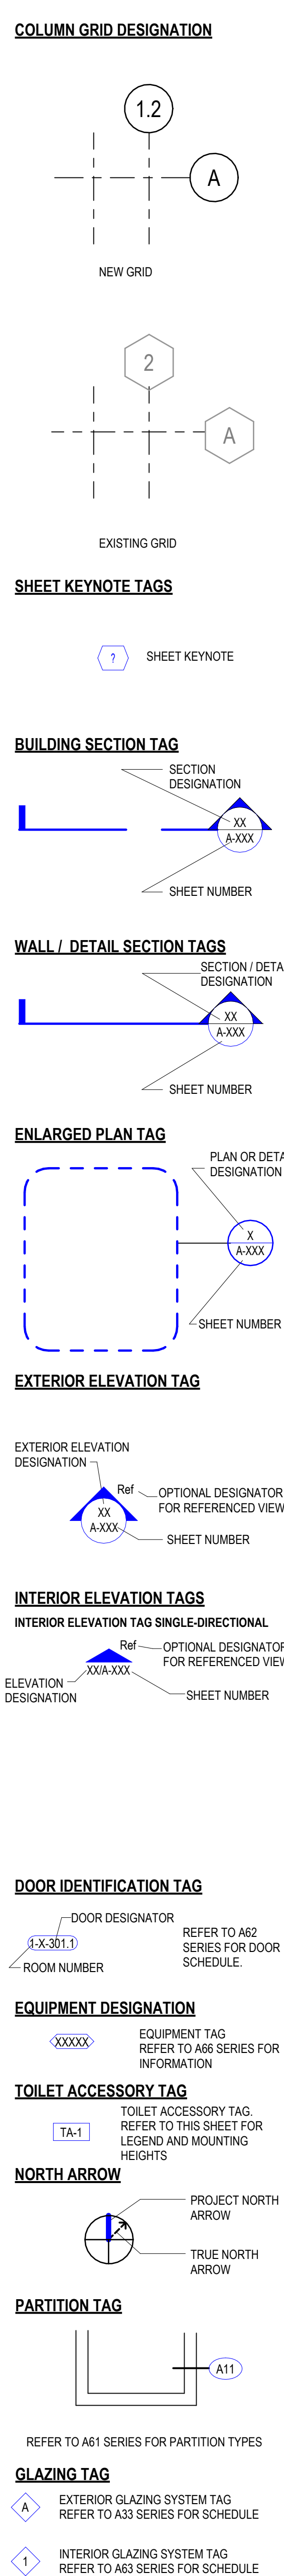 COLUMN GRID DESIGNATION
1.2
A
NEW GRID
2
A
EXISTING GRID
SHEET KEYNOTE TAGS
?
SHEET KEYNOTE
BUILDING SECTION TAG
SECTION
DESIGNATION
XX
A-XXX
SHEET NUMBER
WALL / DETAIL SECTION TAGS
SECTION / DETA
DESIGNATION
XX
A-XXX
SHEET NUMBER
ENLARGED PLAN TAG
PLAN OR DETA
DESIGNATION
X
A-XXX
SHEET NUMBER
EXTERIOR ELEVATION TAG
EXTERIOR ELEVATION
DESIGNATION
Ref
OPTIONAL DESIGNATOR
FOR REFERENCED VIEW
XX
A-XXX
SHEET NUMBER
INTERIOR ELEVATION TAGS
INTERIOR ELEVATION TAG SINGLE-DIRECTIONAL
Ref
OPTIONAL DESIGNATOR
FOR REFERENCED VIEW
XX/A-XXX
ELEVATION
DESIGNATION
SHEET NUMBER
DOOR IDENTIFICATION TAG
DOOR DESIGNATOR
1-X-301.1
ROOM NUMBER
REFER TO A62
SERIES FOR DOOR
SCHEDULE.
EQUIPMENT DESIGNATION
XXXXX
EQUIPMENT TAG
REFER TO A66 SERIES FOR
INFORMATION
TOILET ACCESSORY TAG
TA-1
TOILET ACCESSORY TAG.
REFER TO THIS SHEET FOR
LEGEND AND MOUNTING
HEIGHTS
NORTH ARROW
PROJECT NORTH
ARROW
TRUE NORTH
ARROW
PARTITION TAG
A11
REFER TO A61 SERIES FOR PARTITION TYPES
GLAZING TAG
A
EXTERIOR GLAZING SYSTEM TAG
REFER TO A33 SERIES FOR SCHEDULE
1
INTERIOR GLAZING SYSTEM TAG
REFER TO A63 SERIES FOR SCHEDULE